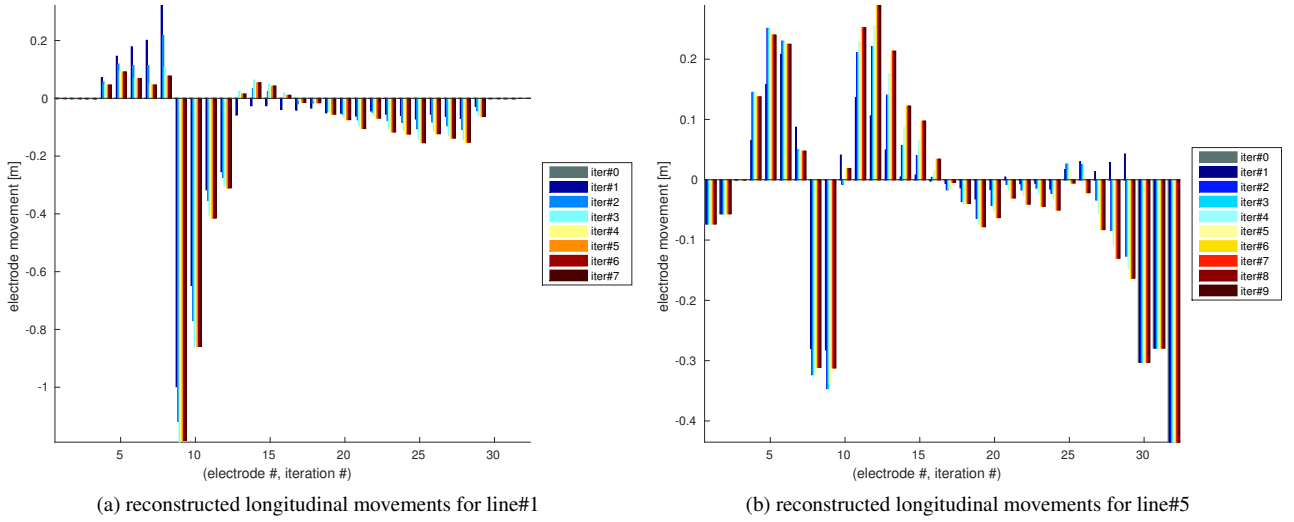 0.2
0
-0.2
-0.4
-0.6
-0.8
-1
electrode movement [m]
5
10
15
20
25
30
(electrode #, iteration #)
iter#0
iter#1
iter#2
iter#3
iter#4
iter#5
iter#6
iter#7
(a) reconstructed longitudinal movements for line#1
0.2
0.1
0
-0.1
-0.2
-0.3
-0.4
electrode movement [m]
5
10
15
20
25
30
(electrode #, iteration #)
iter#0
iter#1
iter#2
iter#3
iter#4
iter#5
iter#6
iter#7
iter#8
iter#9
(b) reconstructed longitudinal movements for line#5